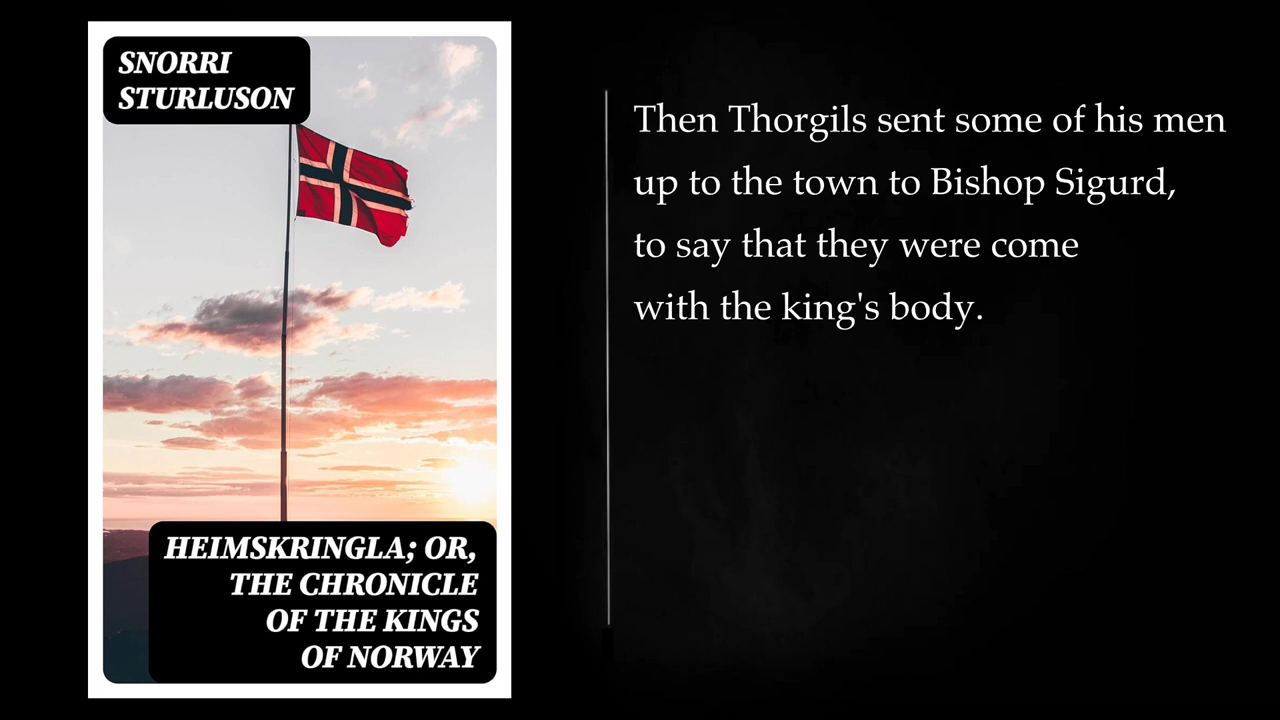 SNORRI
STURLUSON
HEIMSKRINGLA; OR,
THE CHRONICLE
OF THE KINGS
OF NORWAY
Then Thorgils sent some of his men
up to the town to Bishop Sigurd,
to say that they were come
with the king's body.